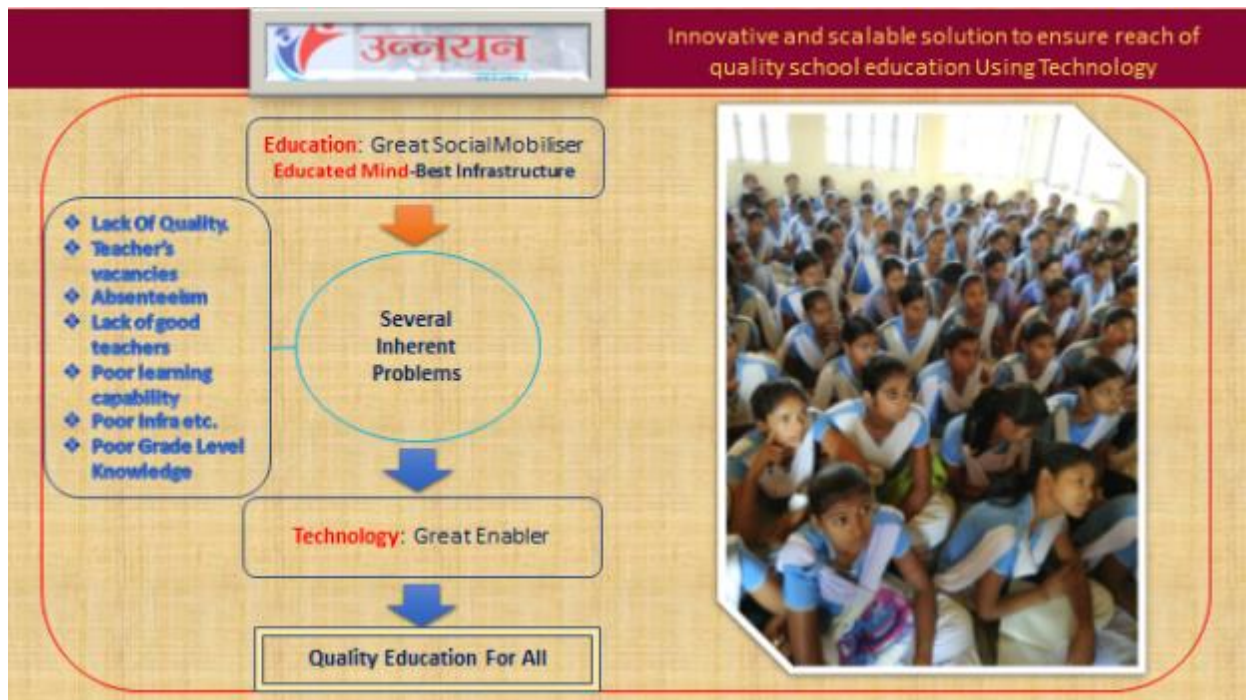 उन्नयन
Innovative and scalable solution to ensure reach of
quality school education Using Technology
Education: Great Social Mobiliser
Educated Mind-Best Infrastructure
❖ Lack Of Quality.
❖ Teacher's
vacancies
❖ Absenteeism
❖ Lack of good
teachers
❖ Poor learning
capability
❖ Poor Infra etc.
❖ Poor Grade Level
Knowledge
Several
Inherent
Problems
Technology: Great Enabler
Quality Education For All